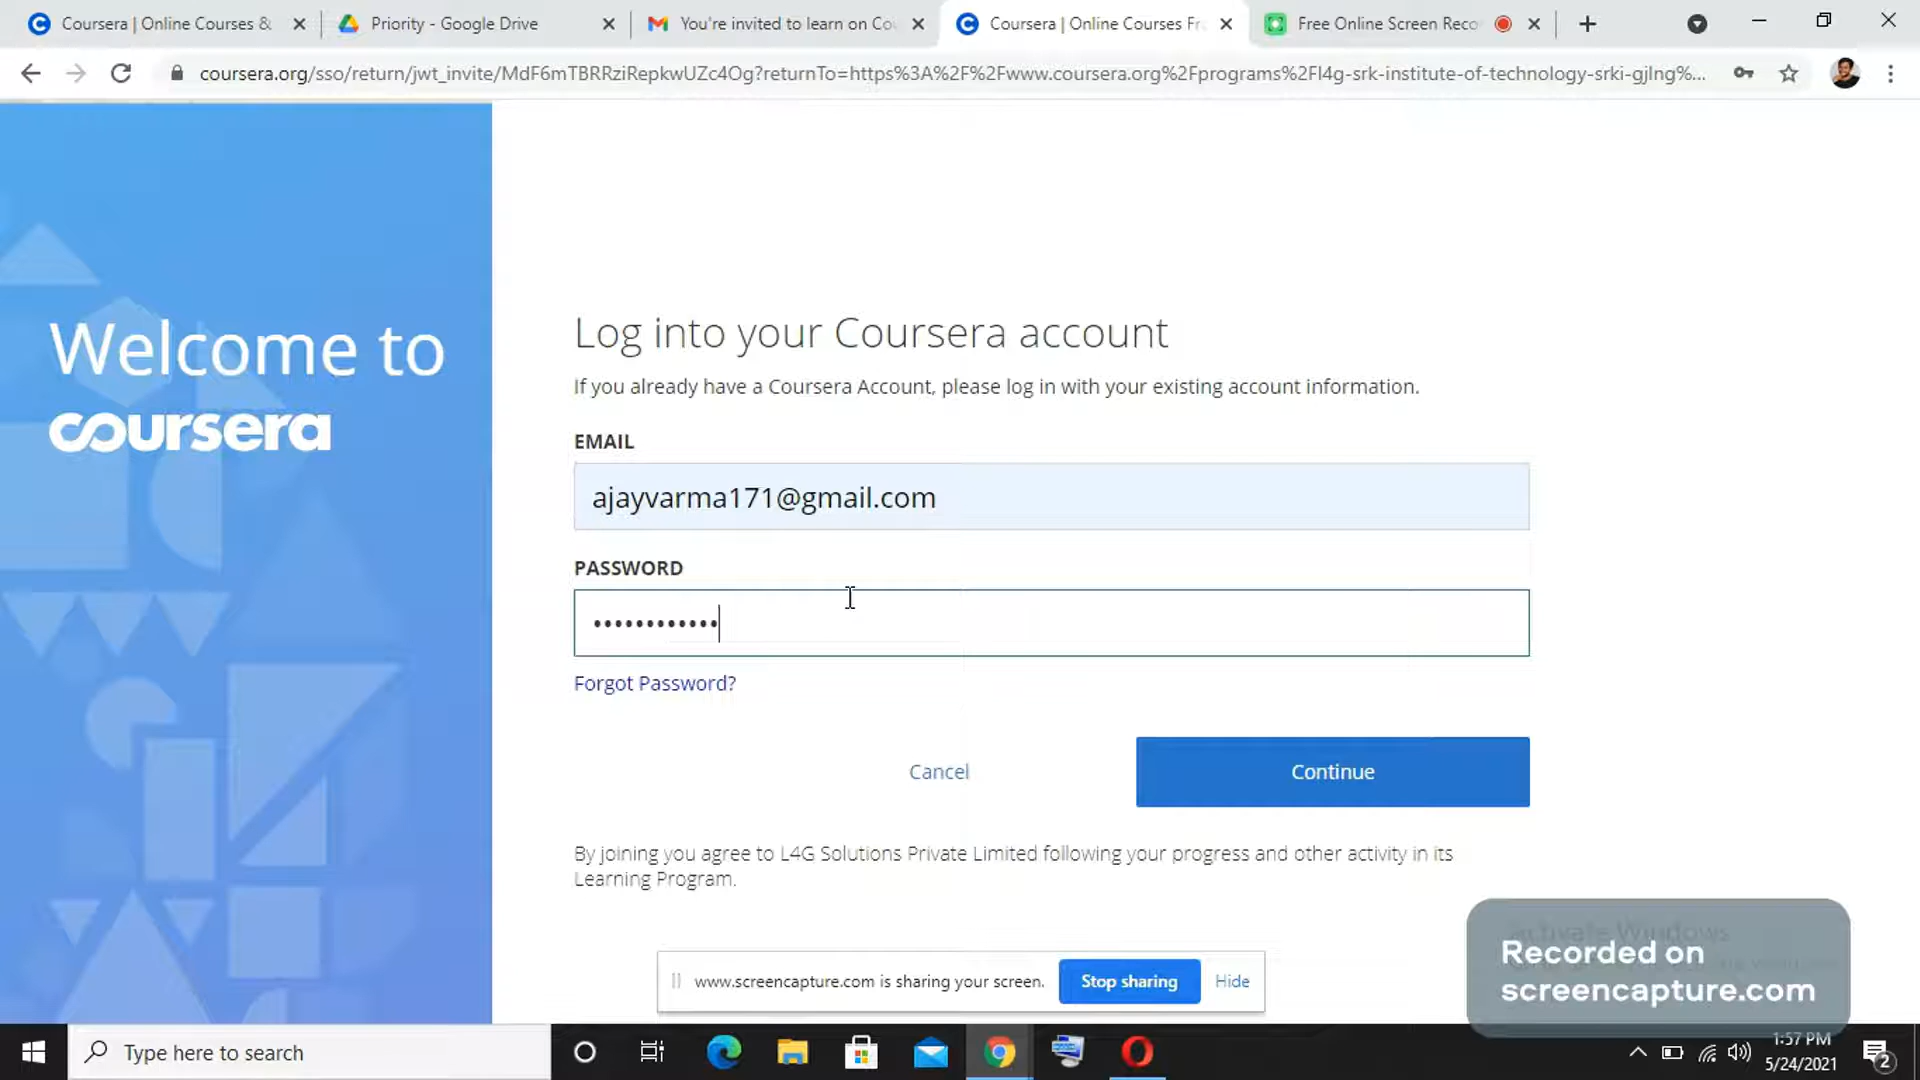 Coursera | Online Courses &
Priority - Google Drive
You're invited to learn on Co
Coursera | Online Courses Fr
Free Online Screen Reco
coursera.org/sso/return/jwt_invite/MdF6mTBRRziRepkwUZc4Og?returnTo=https%3A%2F%2Fwww.coursera.org%2Fprograms%2Fl4g-srk-institute-of-technology-srki-gjlng%...
Welcome to
coursera
Log into your Coursera account
If you already have a Coursera Account, please log in with your existing account information.
EMAIL
ajayvarma171@gmail.com
PASSWORD
••••••••••••
Forgot Password?
Cancel
Continue
By joining you agree to L4G Solutions Private Limited following your progress and other activity in its
Learning Program.
Activate Windows
Recorded on
screencapture.com
www.screencapture.com is sharing your screen.
Stop sharing
Hide
Type here to search
1:57 PM
5/24/2021
2